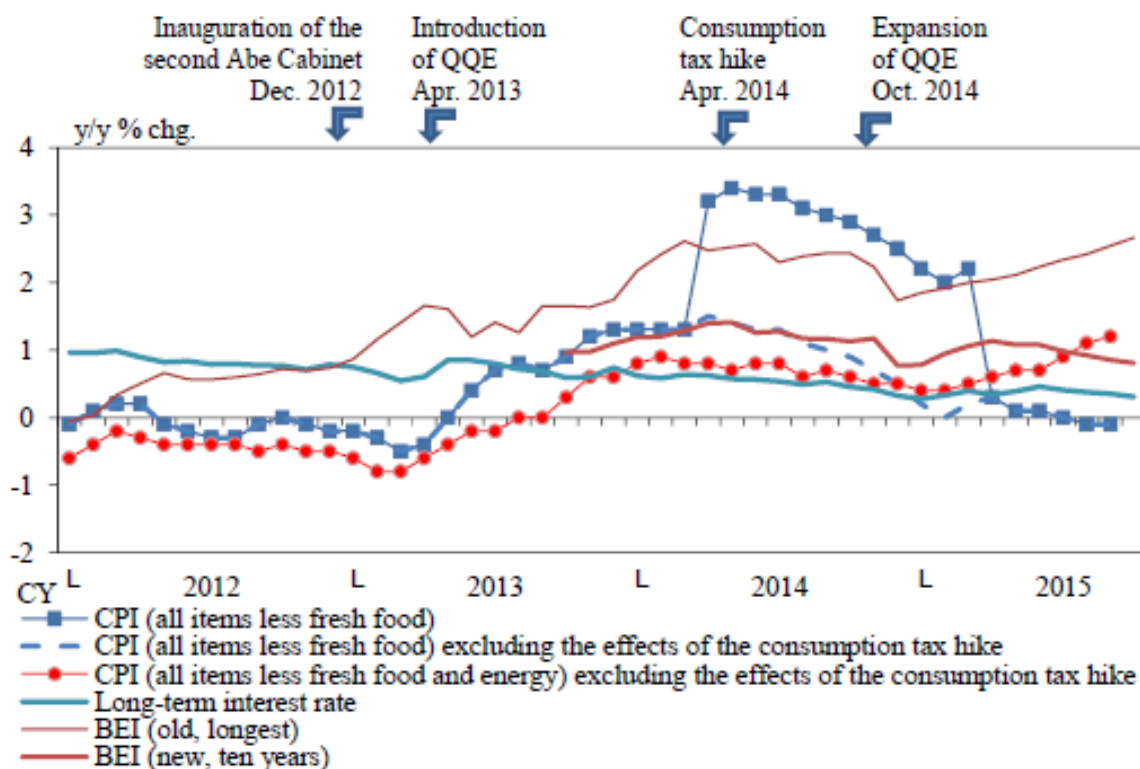 Inauguration of the
second Abe Cabinet
Dec. 2012
Introduction
of QQE
Apr. 2013
Consumption
tax hike
Apr. 2014
Expansion
of QQE
Oct. 2014
y/y % chg.
4
3
2
1
0
-1
-2
CY
L 2012 L 2013 L 2014 L 2015
CPI (all items less fresh food)
CPI (all items less fresh food) excluding the effects of the consumption tax hike
CPI (all items less fresh food and energy) excluding the effects of the consumption tax hike
Long-term interest rate
BEI (old, longest)
BEI (new, ten years)